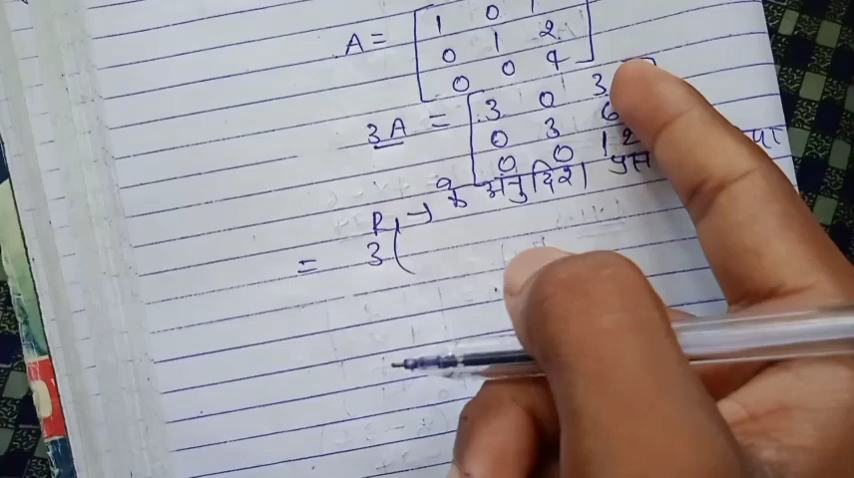 A = [ 1 0 1
0 1 2
0 0 4 ]
3A = [ 3 0 3
0 3 6
0 0 12
R₁ → के अनुदिश
= 3(